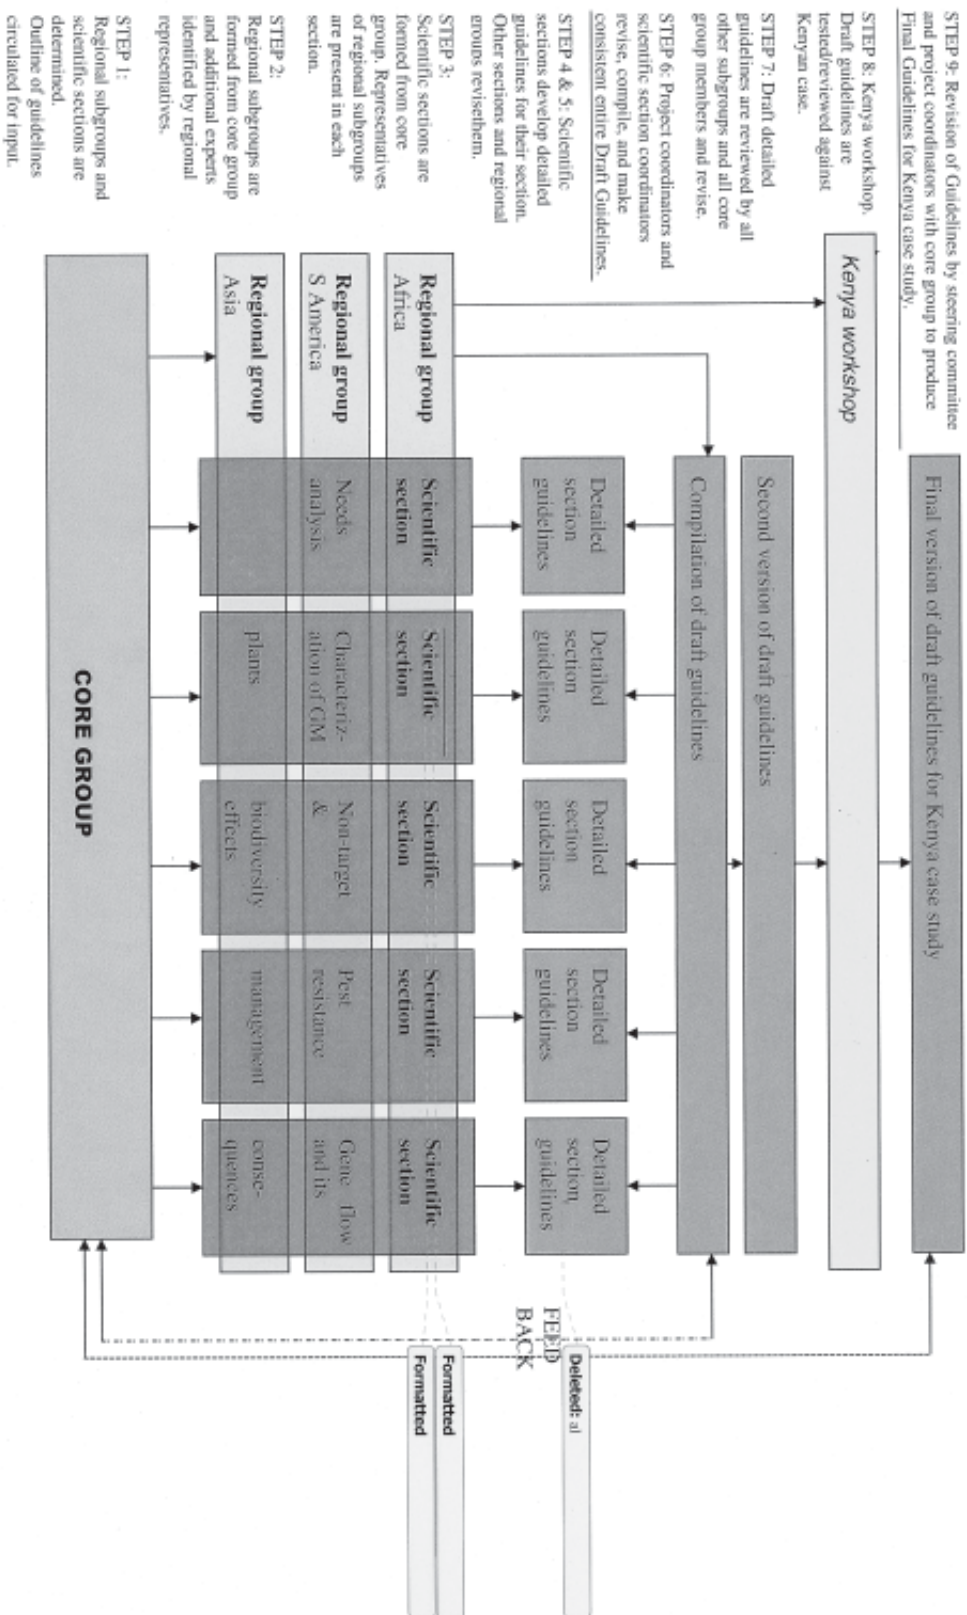 STEP 9: Revision of Guidelines by steering committee
and project coordinators with core group to produce
Final Guidelines for Kenya case study.
STEP 8: Kenya workshop.
Draft guidelines are
tested/reviewed against
Kenyan case.
STEP 7: Draft detailed
guidlines are reviewed by all
other subgroups and all core
group members and revise.
STEP 6: Project coordinators and
scientific section coordinators
revise, compile, and make
consistent entire Draft Guidelines.
STEP 4 & 5: Scientific
sections develop detailed
guidelines for their section.
Other sections and regional
groups revisethem.
STEP 3:
Scientific sections are
formed from core
group. Representatives
of regional subgroups
are present in each
section.
STEP 2:
Regional subgroups are
formed from core group
and additional experts
identified by regional
representatives.
STEP 1:
Regional subgroups and
scientific sections are
determined.
Outline of guidelines
circulated for input.
Final version of draft guidelines for Kenya case study
Kenya workshop
Second version of draft guidelines
Compilation of draft guidelines
Detailed
section
guidelines
Detailed
section
guidelines
Detailed
section
guidelines
Detailed
section
guidelines
Detailed
section,
guidelines
Regional group
Africa
Regional group
S America
Regional group
Asia
Scientific
section
Needs
analysis
Scientific
section
Characteriz-
ation of GM
plants
Scientific
section
Non-target
&
biodiversity
effects
Scientific
section
Pest
resistance
management
Scientific
section
Gene flow
and its
conse-
quences
CORE GROUP
FEED
BACK
Deleted: al
Formatted
Formatted